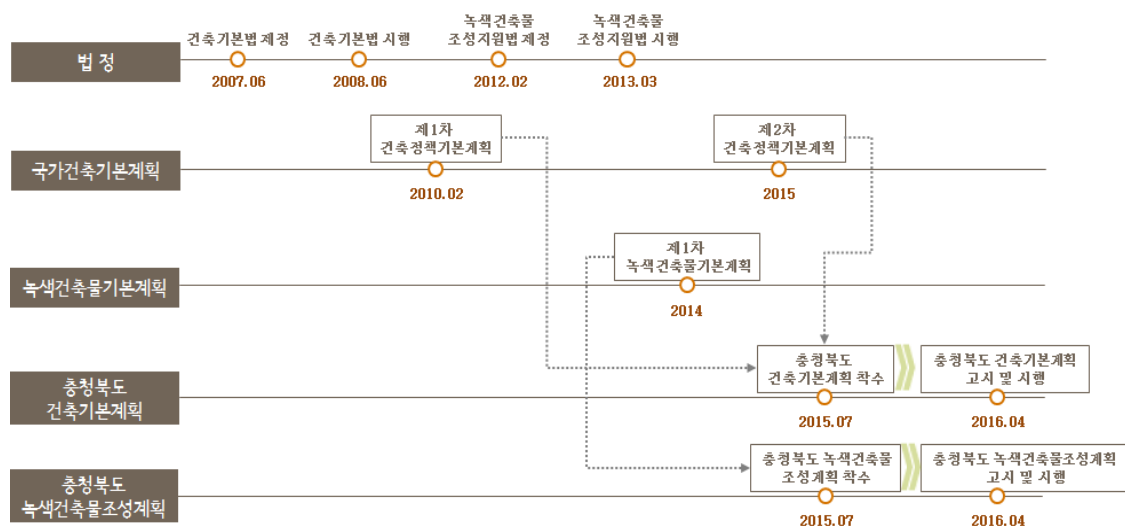 법 정
건축기본법 제정
2007.06
건축기본법 시행
2008.06
녹색건축물
조성지원법 제정
2012.02
녹색건축물
조성지원법 시행
2013.03
국가건축기본계획
제1차
건축정책기본계획
2010.02
제2차
건축정책기본계획
2015
녹색건축물기본계획
제1차
녹색건축물기본계획
2014
충청북도
건축기본계획
충청북도
건축기본계획 착수
2015.07
충청북도 건축기본계획
고시 및 시행
2016.04
충청북도
녹색건축물조성계획
충청북도 녹색건축물
조성계획 착수
2015.07
충청북도 녹색건축물조성계획
고시 및 시행
2016.04